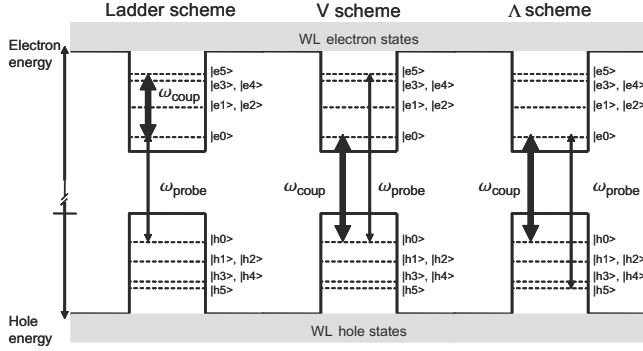 Ladder scheme V scheme Λ scheme
WL electron states
Electron
energy
|e5> |e5> |e5>
|e3>, |e4> |e3>, |e4> |e3>, |e4>
ωcoup
|e1> |e2> |e1>, |e2> |e1>, |e2>
|e0> |e0> |e0>
ωprobe ωcoup ωprobe ωcoup ωprobe
|h0> |h0> |h0>
|h1>, |h2> |h1>, |h2> |h1>, |h2>
|h3>, |h4> |h3>, |h4> |h3>, |h4>
|h5> |h5> |h5>
Hole
energy
WL hole states